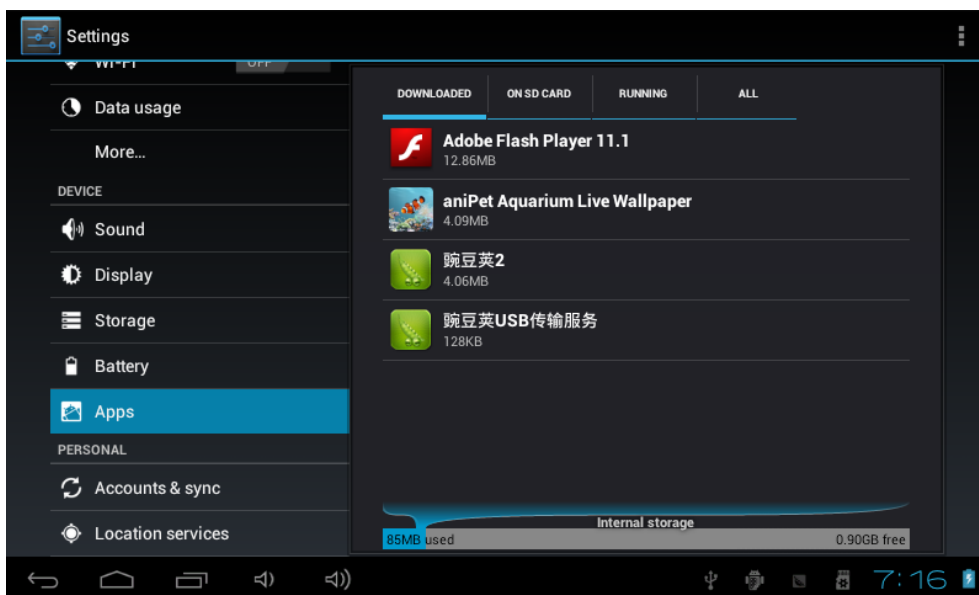 Settings
Wi-Fi OFF
Data usage
More...
DEVICE
Sound
Display
Storage
Battery
Apps
PERSONAL
Accounts & sync
Location services
DOWNLOADED ON SD CARD RUNNING ALL
Adobe Flash Player 11.1
12.86MB
aniPet Aquarium Live Wallpaper
4.09MB
豌豆荚2
4.06MB
豌豆荚USB传输服务
128KB
Internal storage
85MB used 0.90GB free
7:16